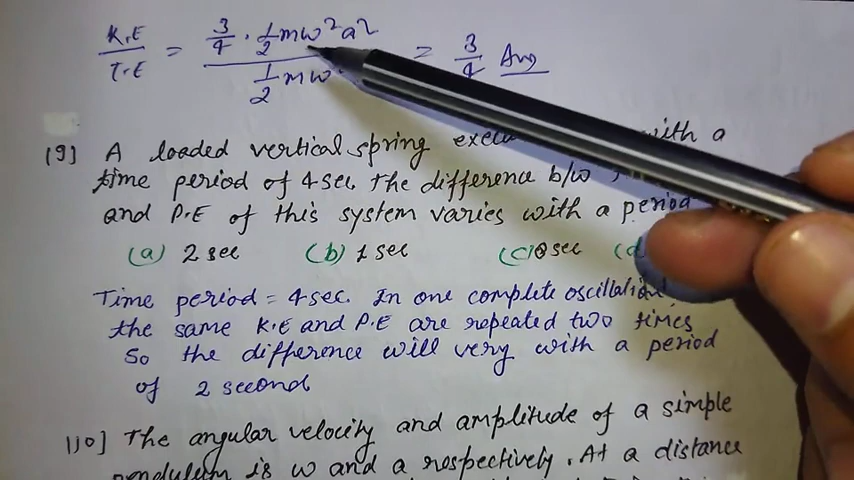 K.E / T.E = 3/4 · 1/2 mω²a² / 1/2 mω = 3/4 Ans
(9) A loaded vertical spring with a
time period of 4 sec. The difference b/w
and P.E of this system varies with a period
(a) 2 sec (b) 1 sec (c) 8 sec (d
Time period = 4 sec. In one complete oscillation
the same K.E and P.E are repeated two times
So the difference will very with a period
of 2 second
10] The angular velocity and amplitude of a simple
pendulum is ω and a respectively. At a distance